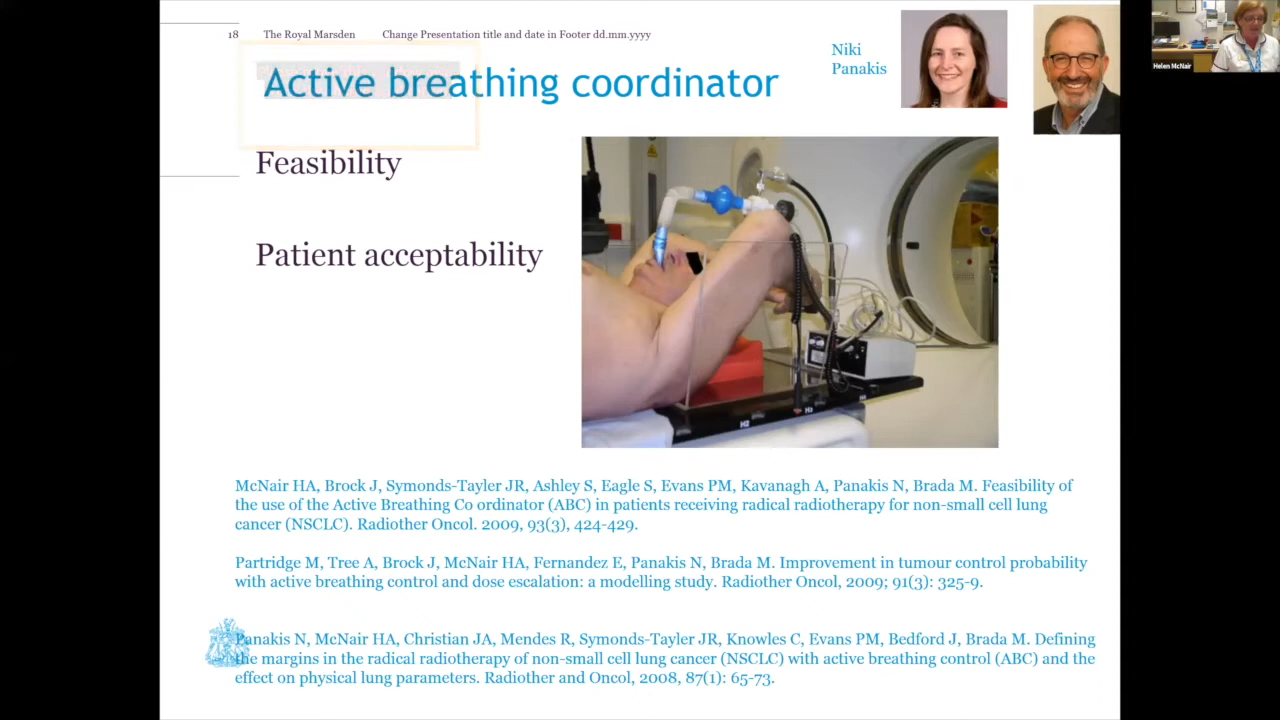 18 The Royal Marsden Change Presentation title and date in Footer dd.mm.yyyy
Active breathing coordinator
Niki
Panakis
Helen McNair
Feasibility
Patient acceptability
H2
H3
H4
McNair HA, Brock J, Symonds-Tayler JR, Ashley S, Eagle S, Evans PM, Kavanagh A, Panakis N, Brada M. Feasibility of
the use of the Active Breathing Co ordinator (ABC) in patients receiving radical radiotherapy for non-small cell lung
cancer (NSCLC). Radiother Oncol. 2009, 93(3), 424-429.
Partridge M, Tree A, Brock J, McNair HA, Fernandez E, Panakis N, Brada M. Improvement in tumour control probability
with active breathing control and dose escalation: a modelling study. Radiother Oncol, 2009; 91(3): 325-9.
Panakis N, McNair HA, Christian JA, Mendes R, Symonds-Tayler JR, Knowles C, Evans PM, Bedford J, Brada M. Defining
the margins in the radical radiotherapy of non-small cell lung cancer (NSCLC) with active breathing control (ABC) and the
effect on physical lung parameters. Radiother and Oncol, 2008, 87(1): 65-73.